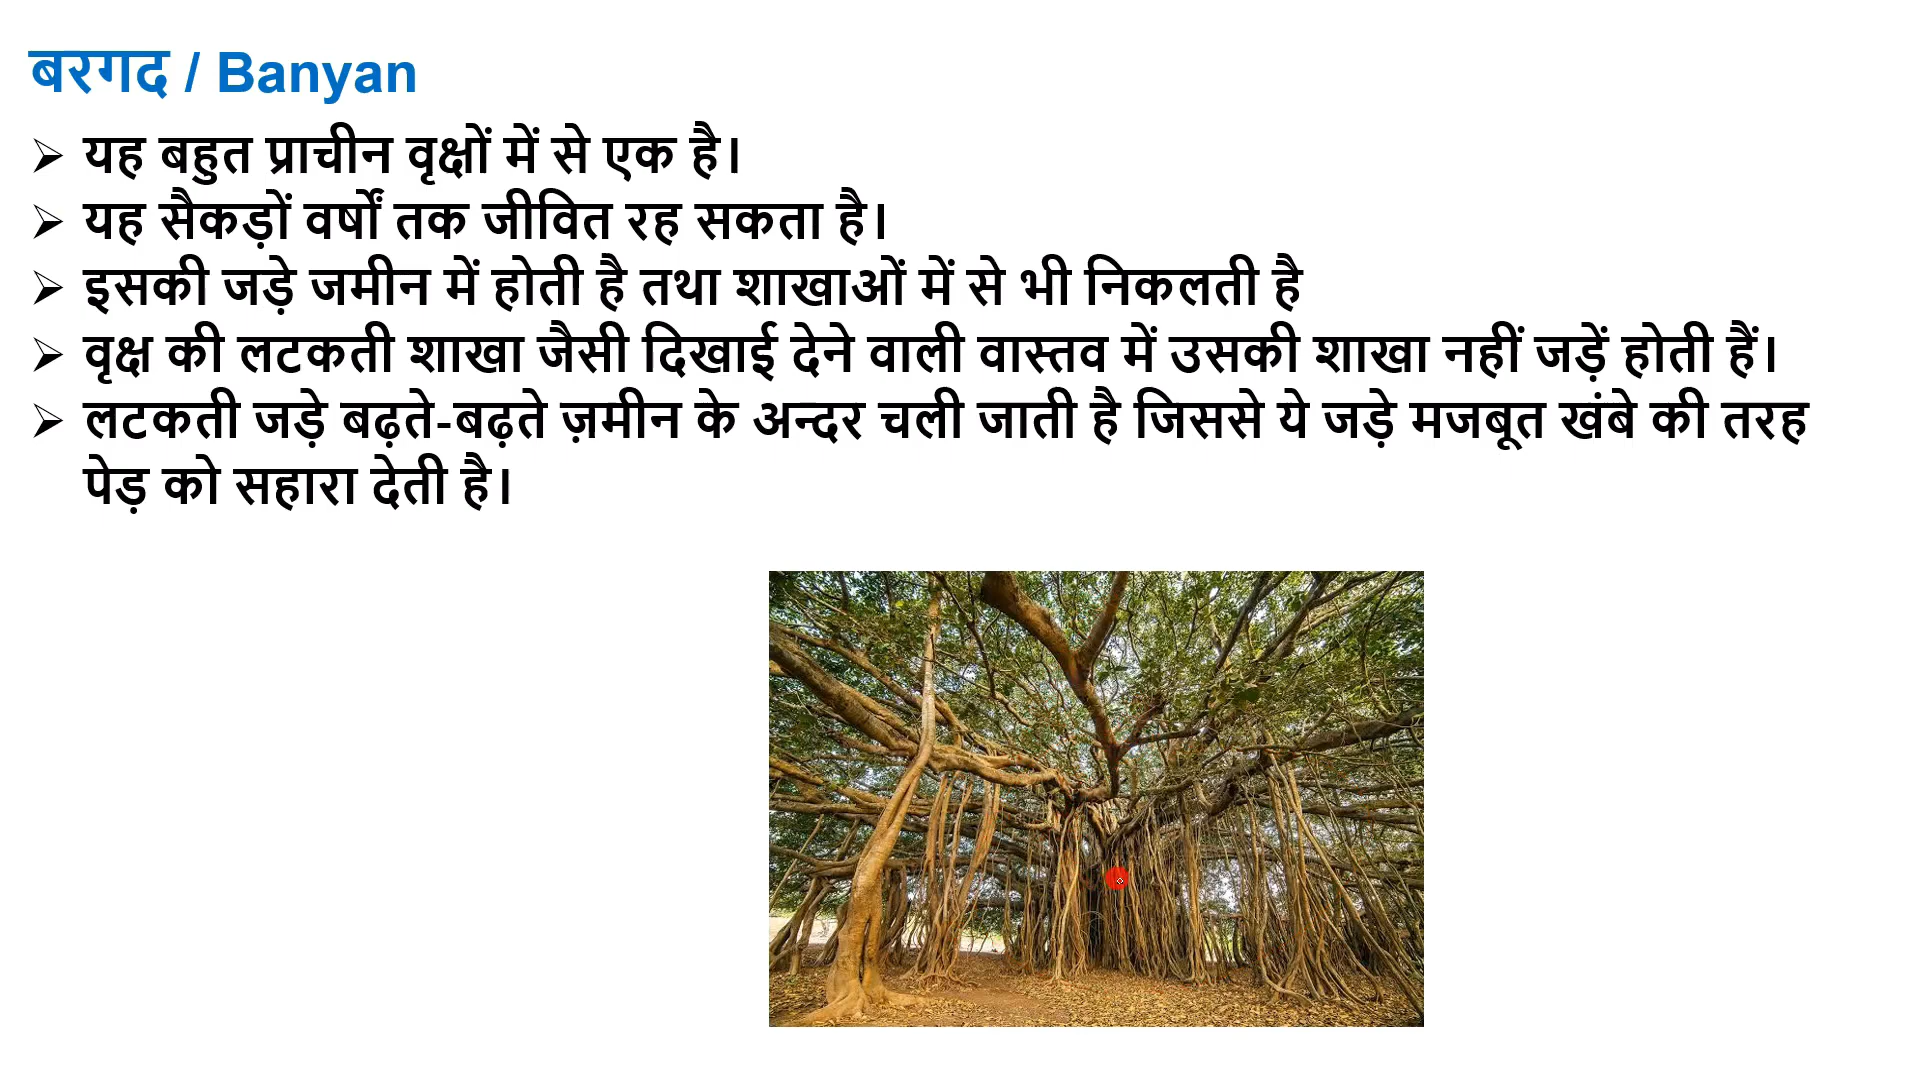 बरगद / Banyan
➢ यह बहुत प्राचीन वृक्षों में से एक है।
➢ यह सैकड़ों वर्षों तक जीवित रह सकता है।
➢ इसकी जड़े जमीन में होती है तथा शाखाओं में से भी निकलती है
➢ वृक्ष की लटकती शाखा जैसी दिखाई देने वाली वास्तव में उसकी शाखा नहीं जड़ें होती हैं।
➢ लटकती जड़े बढ़ते-बढ़ते ज़मीन के अन्दर चली जाती है जिससे ये जड़े मजबूत खंबे की तरह
पेड़ को सहारा देती है।